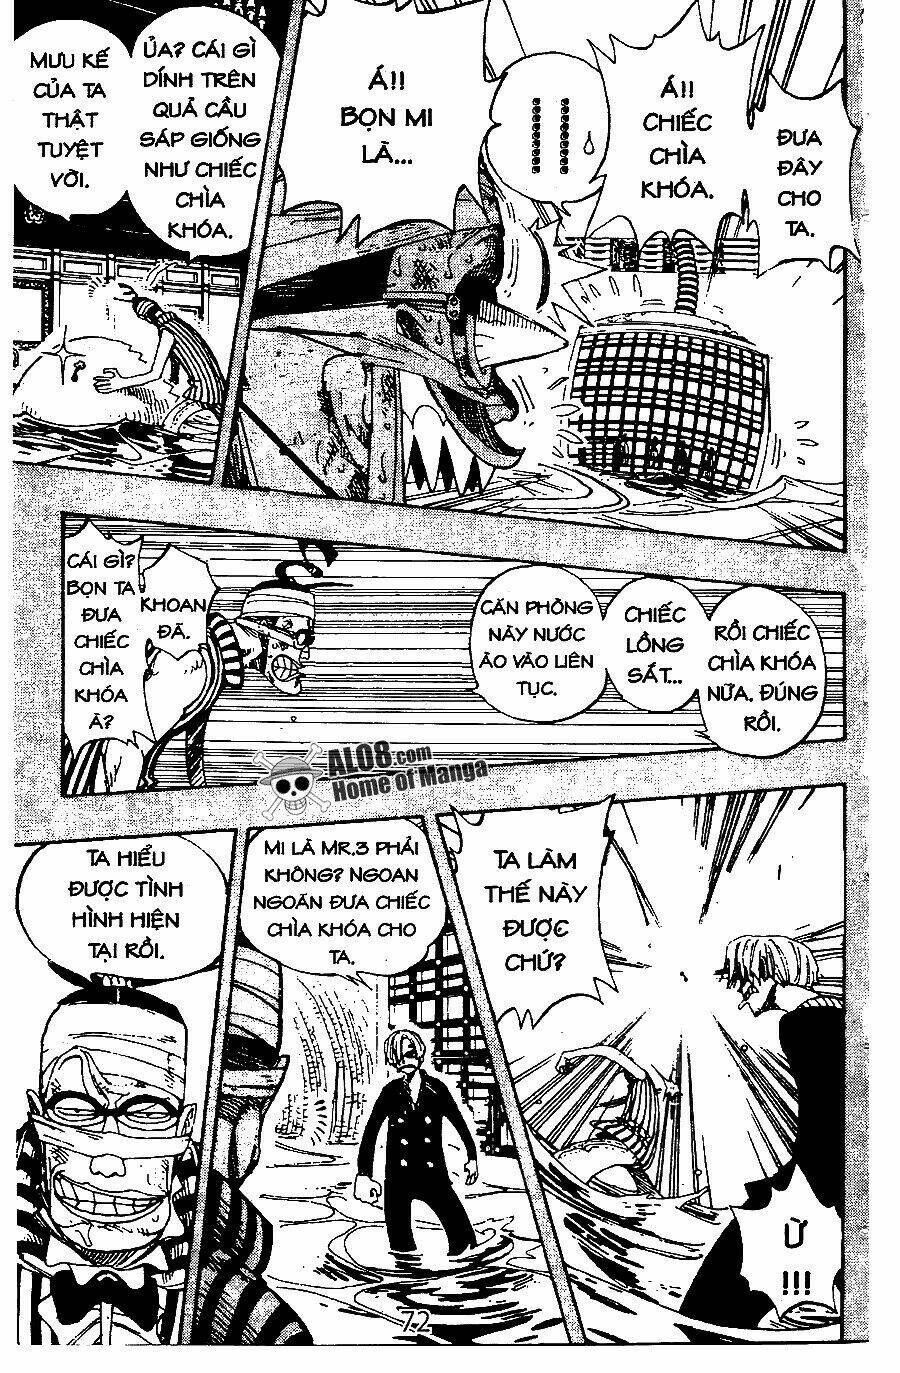 ĐƯA
ĐÂY
CHO
TA.
Á!!
CHIẾC
CHÌA
KHÓA.
Á!!
BỌN MI
LÀ...
ỦA? CÁI GÌ
DÍNH TRÊN
QUẢ CẦU
SÁP GIỐNG
NHƯ CHIẾC
CHÌA
KHÓA.
MƯU KẾ
CỦA TA
THẬT
TUYỆT
VỜI.
RỒI CHIẾC
CHÌA KHÓA
NỮA. ĐÚNG
RỒI.
CHIẾC
LỒNG
SẮT...
CĂN PHÒNG
NÀY NƯỚC
ÀO VÀO LIÊN
TỤC.
KHOAN
ĐÃ.
CÁI GÌ?
BỌN TA
ĐƯA
CHIẾC
CHÌA
KHÓA
À?
ALO8.com
Home of Manga
TA LÀM
THẾ NÀY
ĐƯỢC
CHỨ?
Ừ
!!!
MI LÀ MR.3 PHẢI
KHÔNG? NGOAN
NGOÃN ĐƯA CHIẾC
CHÌA KHÓA CHO
TA.
TA HIỂU
ĐƯỢC TÌNH
HÌNH HIỆN
TẠI RỒI.
72